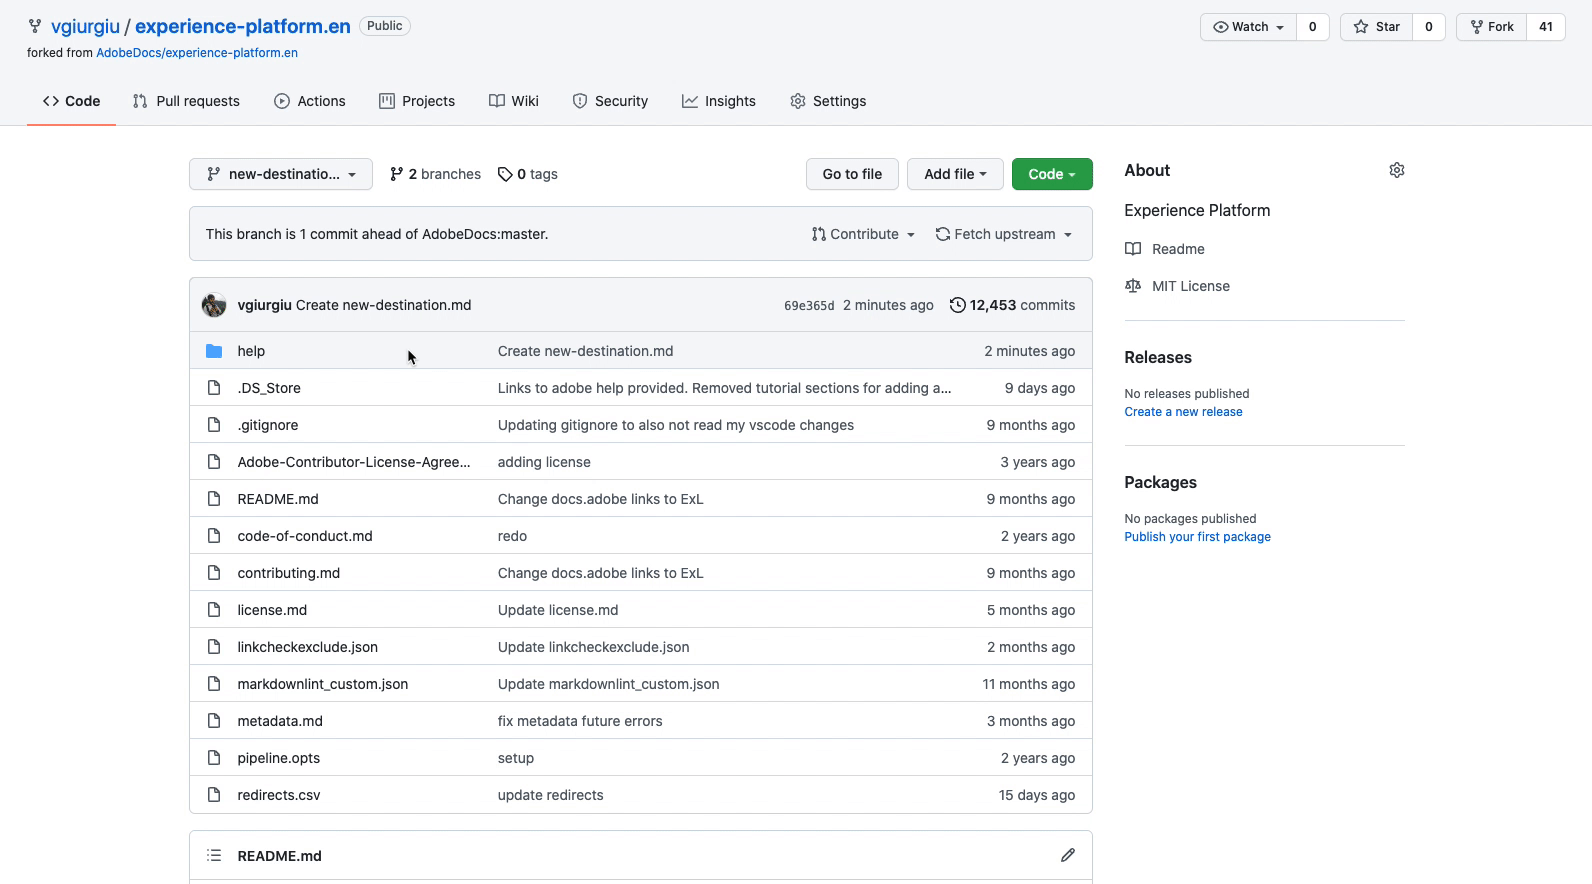 vgiurgiu / experience-platform.en Public
Watch 0 Star 0 Fork 41
forked from AdobeDocs/experience-platform.en
Code Pull requests Actions Projects Wiki Security Insights Settings
new-destinatio... 2 branches 0 tags Go to file Add file Code
This branch is 1 commit ahead of AdobeDocs:master. Contribute Fetch upstream
vgiurgiu Create new-destination.md 69e365d 2 minutes ago 12,453 commits
help Create new-destination.md 2 minutes ago
.DS_Store Links to adobe help provided. Removed tutorial sections for adding a... 9 days ago
.gitignore Updating gitignore to also not read my vscode changes 9 months ago
Adobe-Contributor-License-Agree... adding license 3 years ago
README.md Change docs.adobe links to ExL 9 months ago
code-of-conduct.md redo 2 years ago
contributing.md Change docs.adobe links to ExL 9 months ago
license.md Update license.md 5 months ago
linkcheckexclude.json Update linkcheckexclude.json 2 months ago
markdownlint_custom.json Update markdownlint_custom.json 11 months ago
metadata.md fix metadata future errors 3 months ago
pipeline.opts setup 2 years ago
redirects.csv update redirects 15 days ago
README.md
About
Experience Platform
Readme
MIT License
Releases
No releases published
Create a new release
Packages
No packages published
Publish your first package